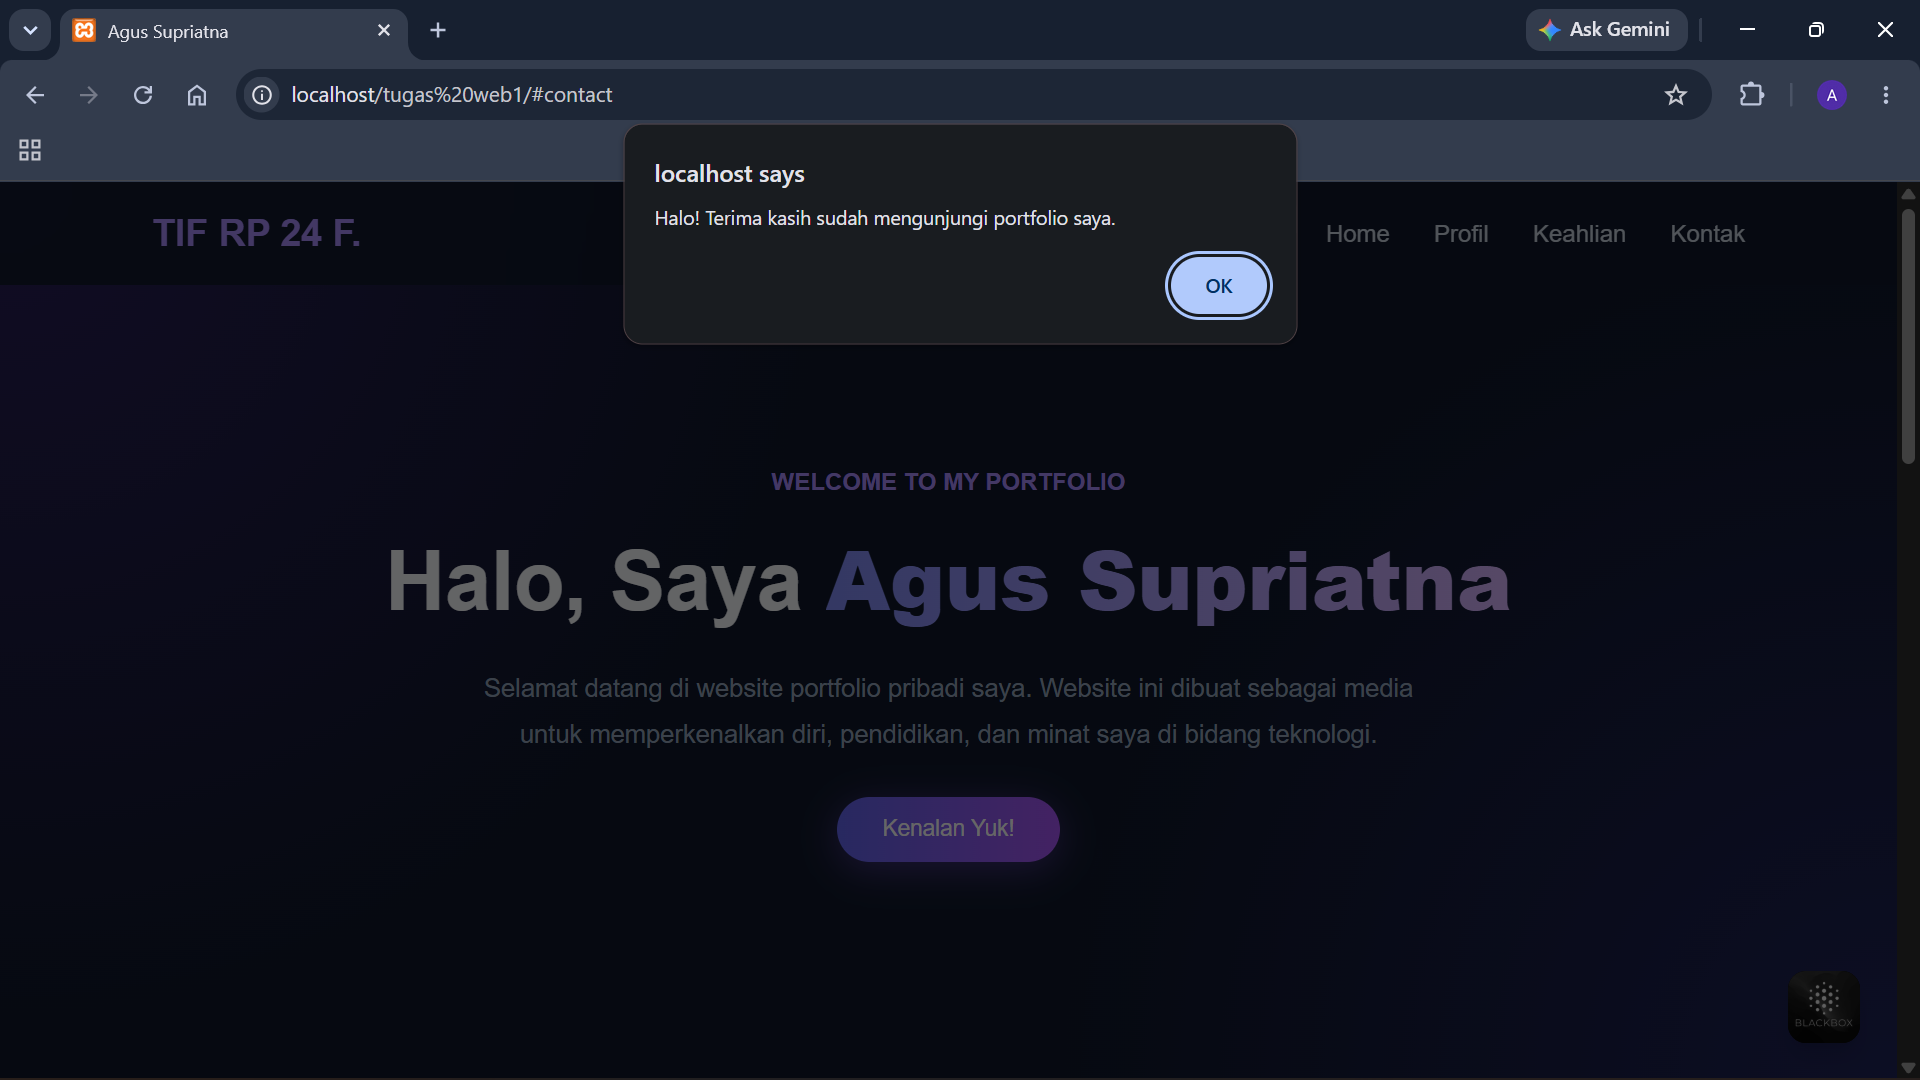 Agus Supriatna
Ask Gemini
localhost/tugas%20web1/#contact
A
localhost says
Halo! Terima kasih sudah mengunjungi portfolio saya.
OK
TIF RP 24 F.
Home Profil Keahlian Kontak
WELCOME TO MY PORTFOLIO
Halo, Saya Agus Supriatna
Selamat datang di website portfolio pribadi saya. Website ini dibuat sebagai media
untuk memperkenalkan diri, pendidikan, dan minat saya di bidang teknologi.
Kenalan Yuk!
BLACKBOX